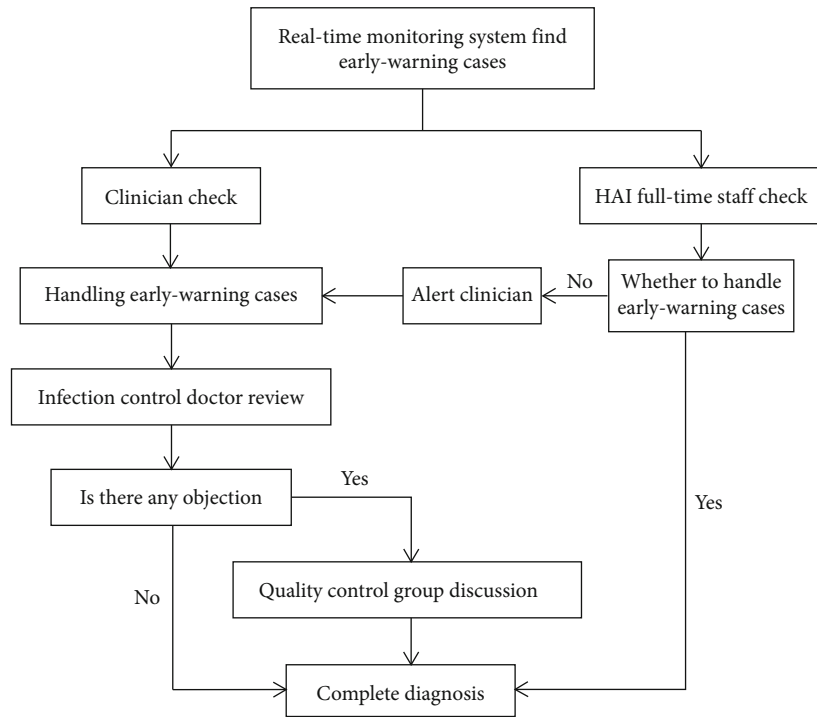 Real-time monitoring system find
early-warning cases
Clinician check
HAI full-time staff check
Handling early-warning cases
Alert clinician
No
Whether to handle
early-warning cases
Infection control doctor review
Is there any objection
Yes
Yes
No
Quality control group discussion
Complete diagnosis